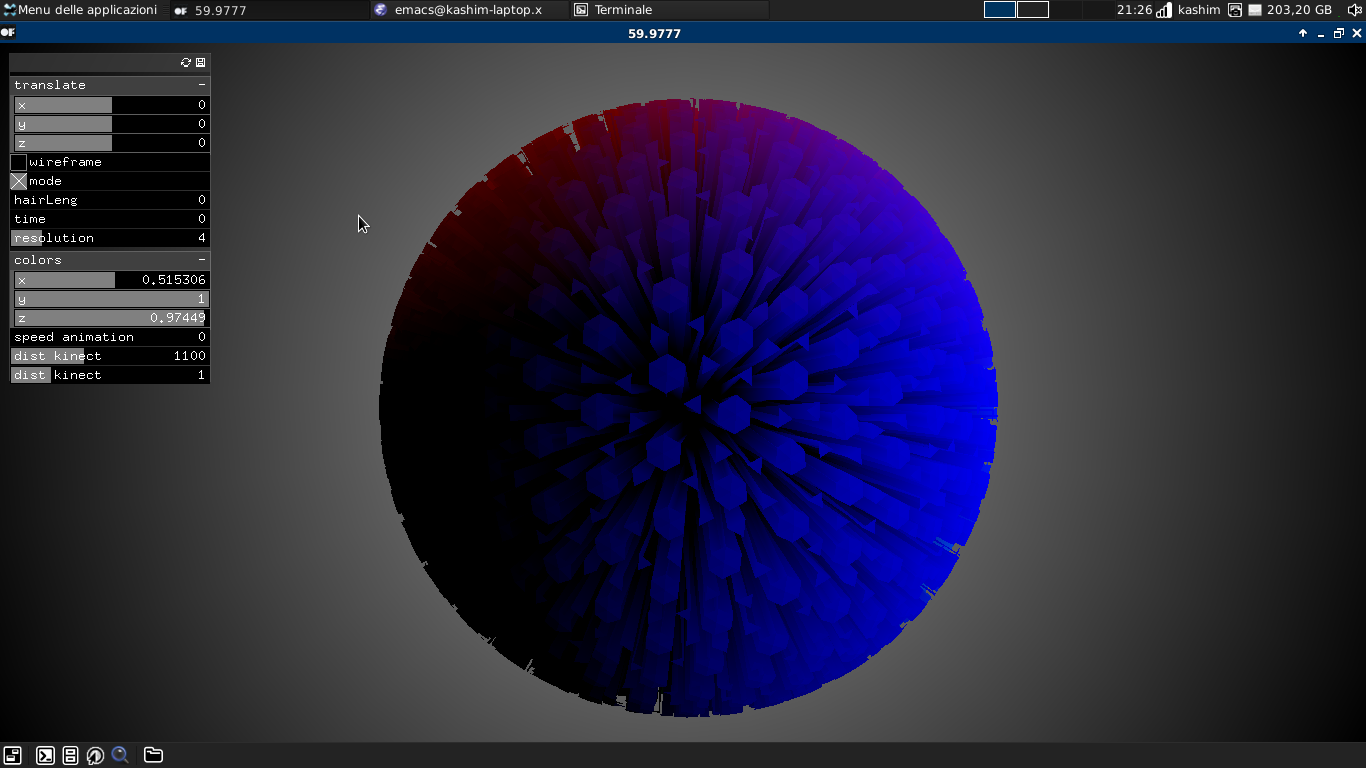 Menu delle applicazioni OF 59.9777 emacs@kashim-laptop.x Terminale 21:26 kashim 203,20 GB
OF 59.9777
translate -
x 0
y 0
z 0
wireframe
mode
hairLeng 0
time 0
resolution 4
colors -
x 0.515306
y 1
z 0.97449
speed animation 0
dist kinect 1100
dist kinect 1